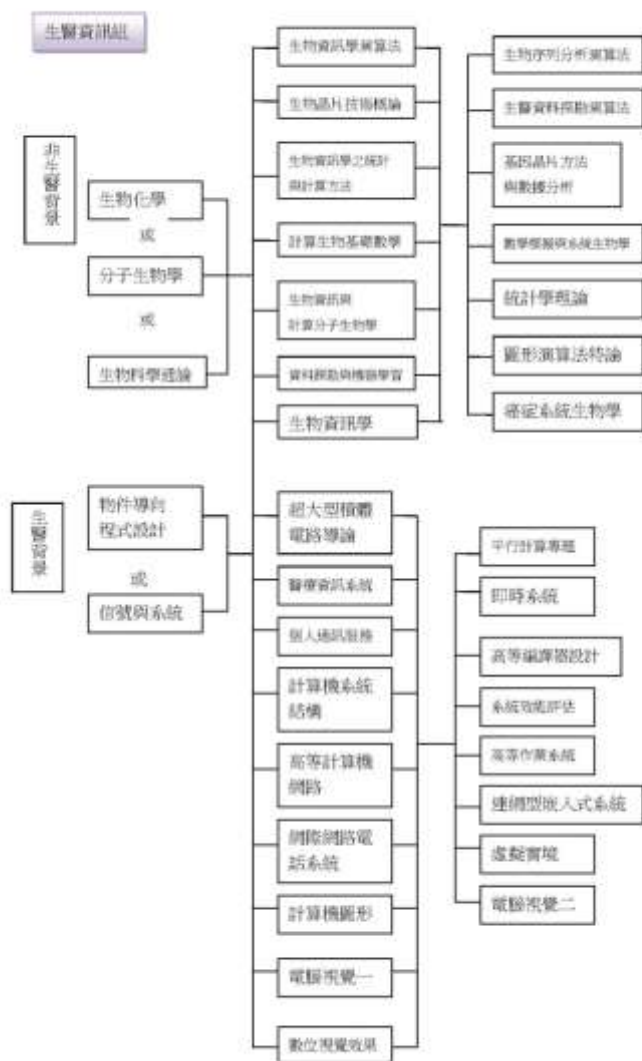 生醫資訊組
非生醫背景
生物化學
或
分子生物學
或
生物科學通論
生醫背景
物件導向
程式設計
或
信號與系統
生物資訊學演算法
生物晶片技術概論
生物資訊學之統計
與計算方法
計算生物基礎數學
生物資訊與
計算分子生物學
資料探勘與機器學習
生物資訊學
超大型積體
電路導論
醫療資訊系統
個人通訊服務
計算機系統
結構
高等計算機
網路
網際網路電
話系統
計算機圖形
電腦視覺一
數位視覺效果
生物序列分析演算法
生醫資料探勘演算法
基因晶片方法
與數據分析
數學模擬與系統生物學
統計學理論
圖形演算法特論
癌症系統生物學
平行計算專題
即時系統
高等編譯器設計
系統效能評估
高等作業系統
連網型嵌入式系統
虛擬實境
電腦視覺二